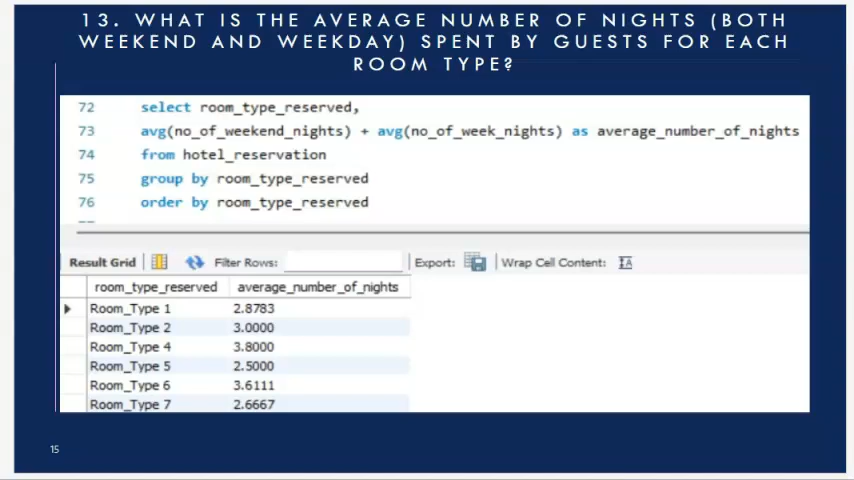 13. WHAT IS THE AVERAGE NUMBER OF NIGHTS (BOTH
WEEKEND AND WEEKDAY) SPENT BY GUESTS FOR EACH
ROOM TYPE?
72 select room_type_reserved,
73 avg(no_of_weekend_nights) + avg(no_of_week_nights) as average_number_of_nights
74 from hotel_reservation
75 group by room_type_reserved
76 order by room_type_reserved
Result Grid Filter Rows: Export: Wrap Cell Content: IA
room_type_reserved average_number_of_nights
Room_Type 1 2.8783
Room_Type 2 3.0000
Room_Type 4 3.8000
Room_Type 5 2.5000
Room_Type 6 3.6111
Room_Type 7 2.6667
15